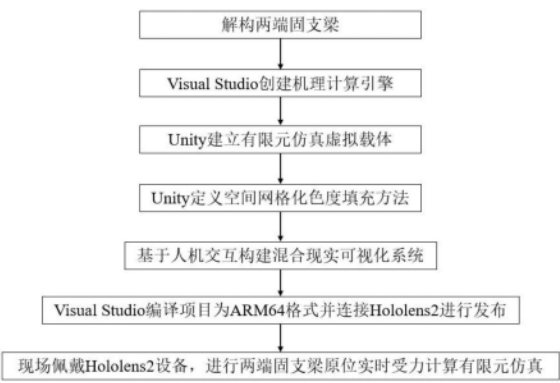 解构两端固支梁
Visual Studio创建机理计算引擎
Unity建立有限元仿真虚拟载体
Unity定义空间网格化色度填充方法
基于人机交互构建混合现实可视化系统
Visual Studio编译项目为ARM64格式并连接Hololens2进行发布
现场佩戴Hololens2设备，进行两端固支梁原位实时受力计算有限元仿真